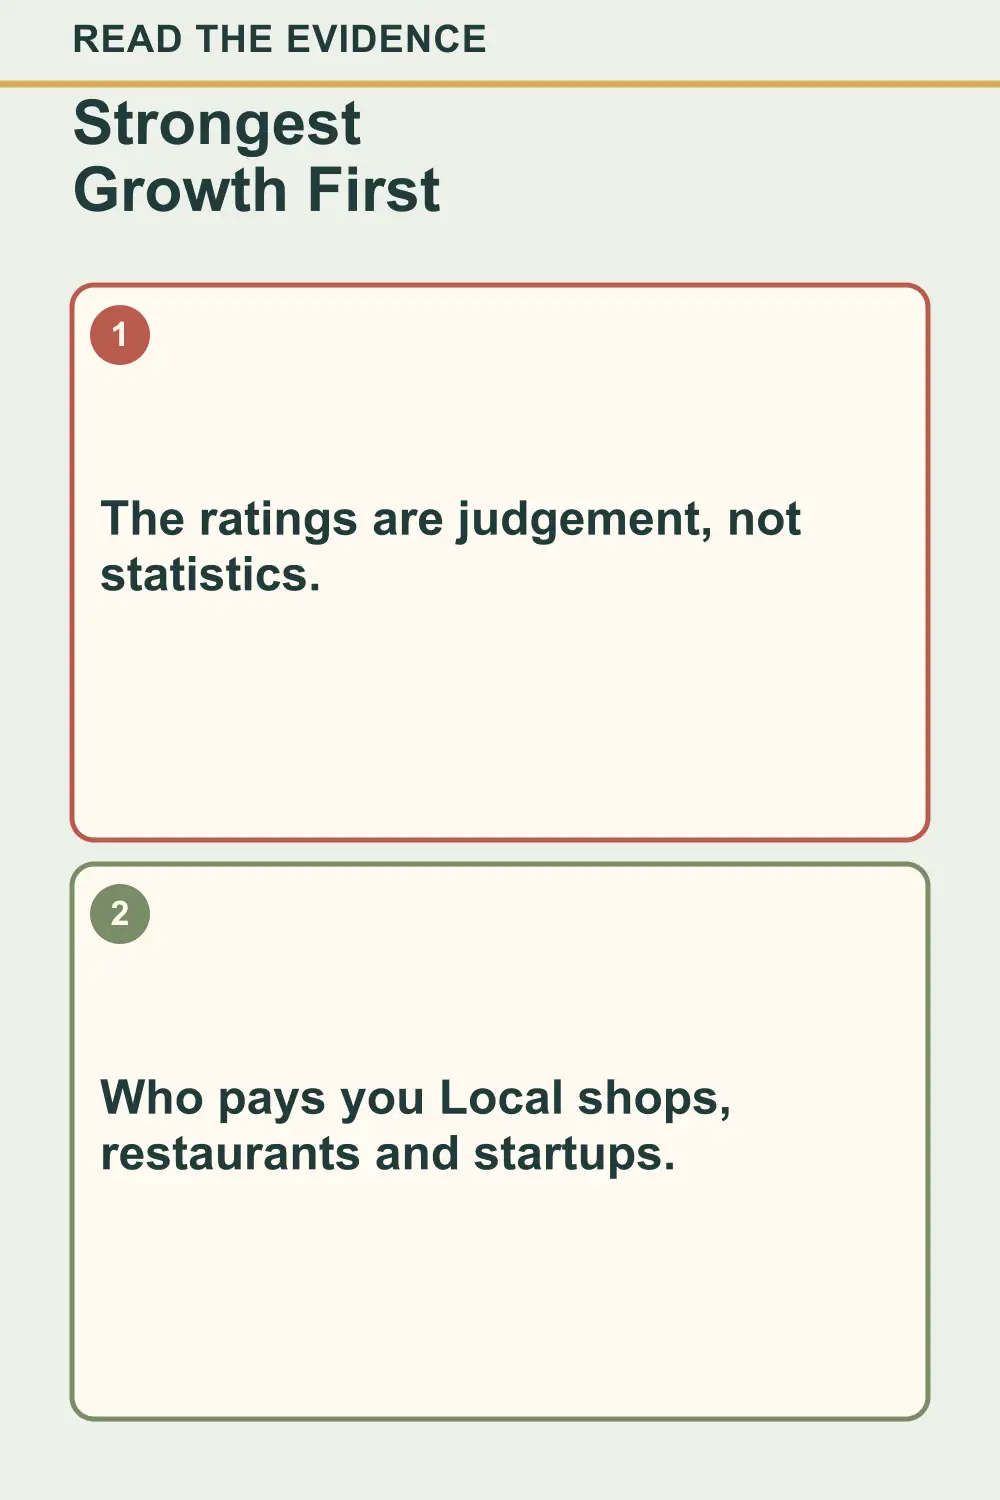 READ THE EVIDENCE
Strongest
Growth First
1
The ratings are judgement, not
statistics.
2
Who pays you Local shops,
restaurants and startups.